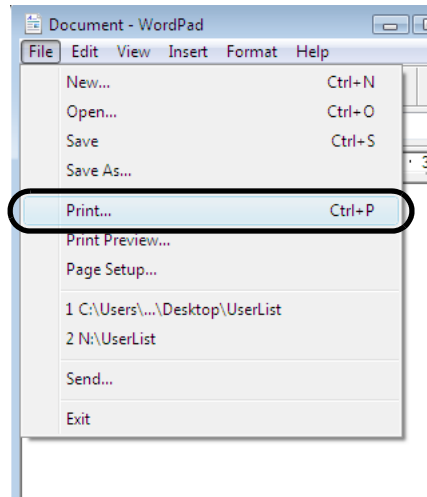 Document - WordPad
File Edit View Insert Format Help
New... Ctrl+N
Open... Ctrl+O
Save Ctrl+S
Save As...
Print... Ctrl+P
Print Preview...
Page Setup...
1 C:\Users\...\Desktop\UserList
2 N:\UserList
Send...
Exit